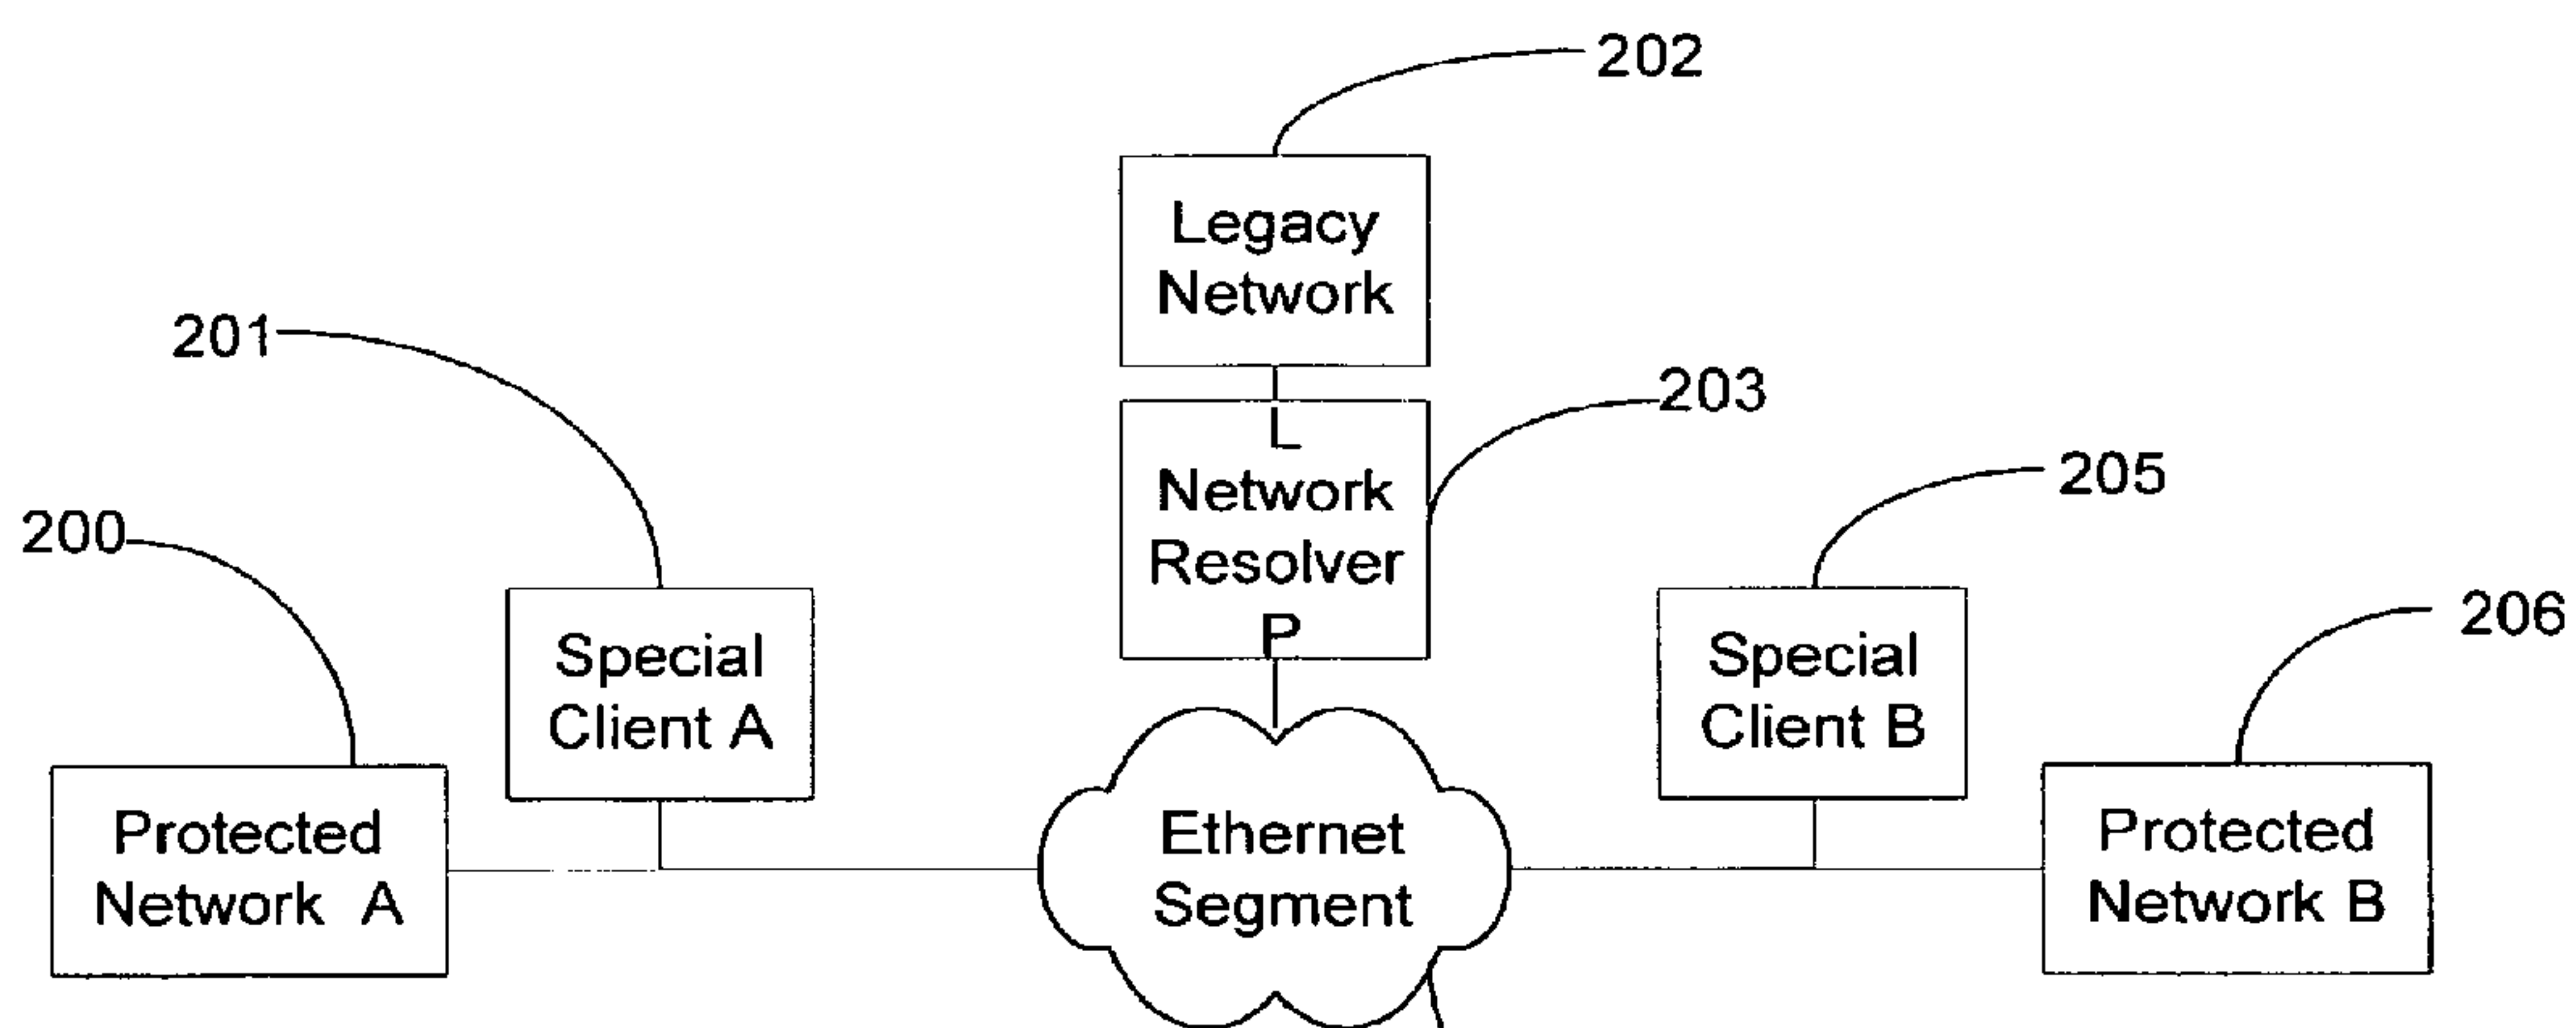 202
Legacy
Network
201
203
L
Network
Resolver
P
205
200
206
Special
Client A
Special
Client B
Protected
Network A
Ethernet
Segment
Protected
Network B